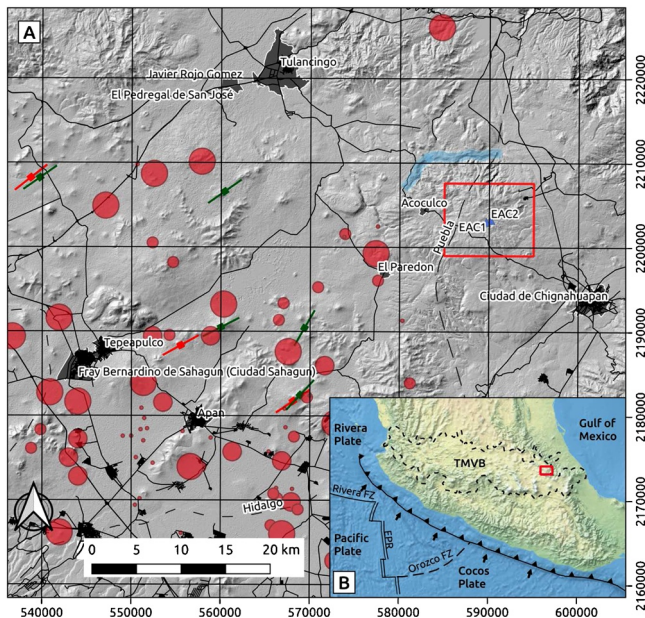 A
Tulancingo
Javier Rojo Gomez
El Pedregal de San José
2220000
2210000
Acoculco
EAC2
EAC1
Puebla
2200000
El Paredon
Ciudad de Chignahuapan
2190000
Tepeapulco
Fray Bernardino de Sahagun (Ciudad Sahagun)
2180000
Apan
Rivera
Plate
Gulf of
Mexico
TMVB
Rivera FZ
2170000
Hidalgo
Pacific
Plate
EPR
Orozco FZ
Cocos
Plate
B
0 5 10 15 20 km
2160000
540000 550000 560000 570000 580000 590000 600000